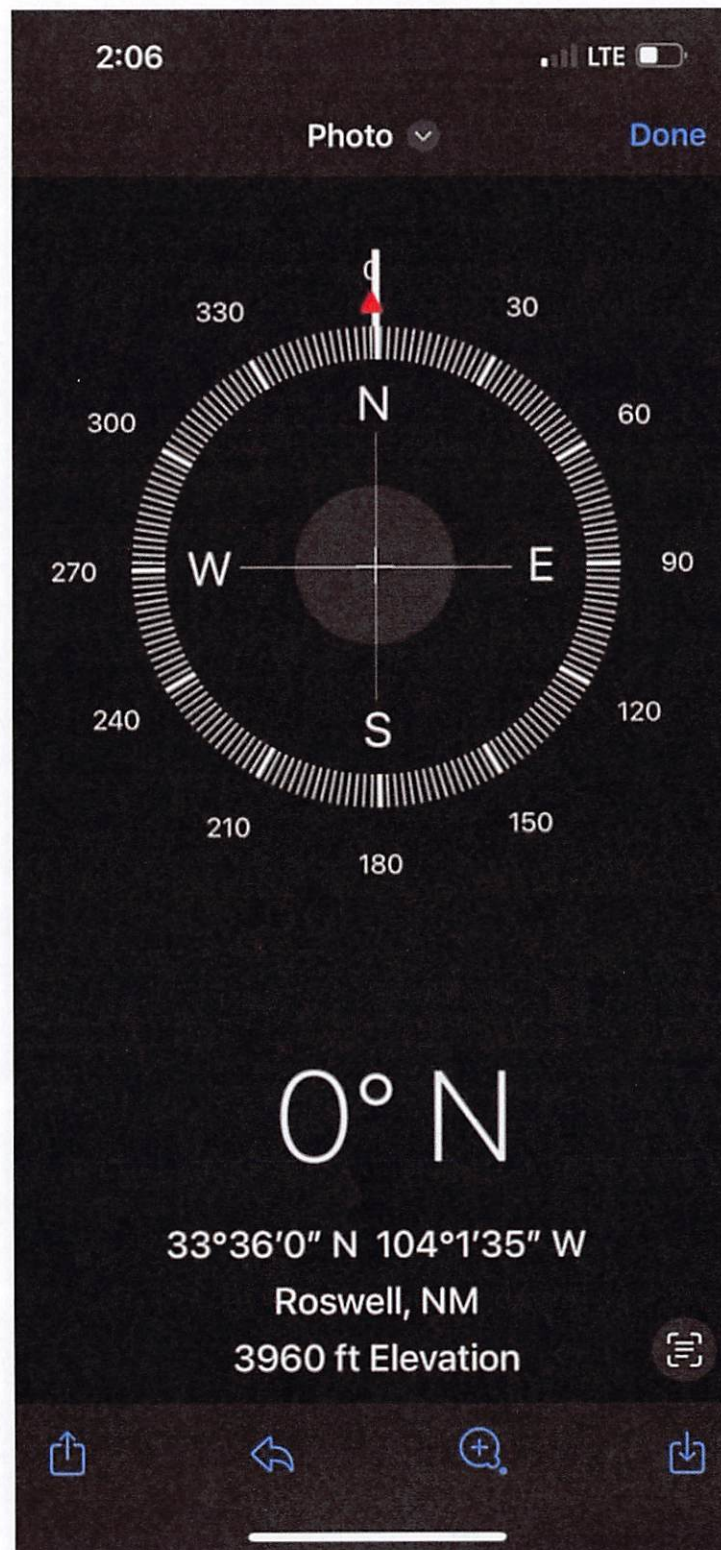 2:06 LTE
Photo Done
0
330 30
300 60
N
270 W E 90
240 120
S
210 150
180
0° N
33°36′0″ N 104°1′35″ W
Roswell, NM
3960 ft Elevation